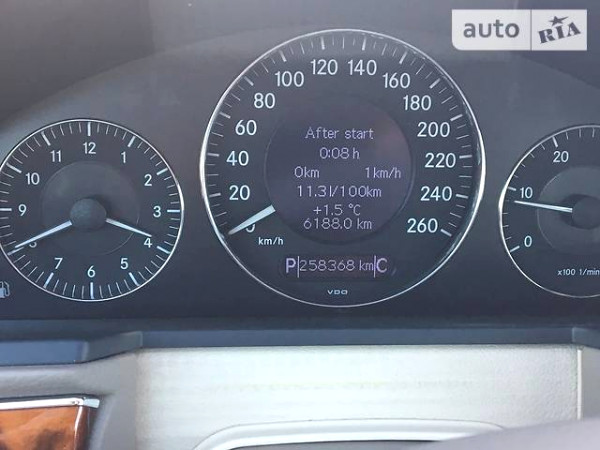 auto RIA
12
11 1
10 2
9 3
8 4
7 5
6
0 20 40 60 80 100 120 140 160 180 200 220 240 260
km/h
After start
0:08 h
0km 1km/h
11.3l/100km
+1.5 °C
6188.0 km
P 258368 km C
VDO
0 10 20
x100 1/min